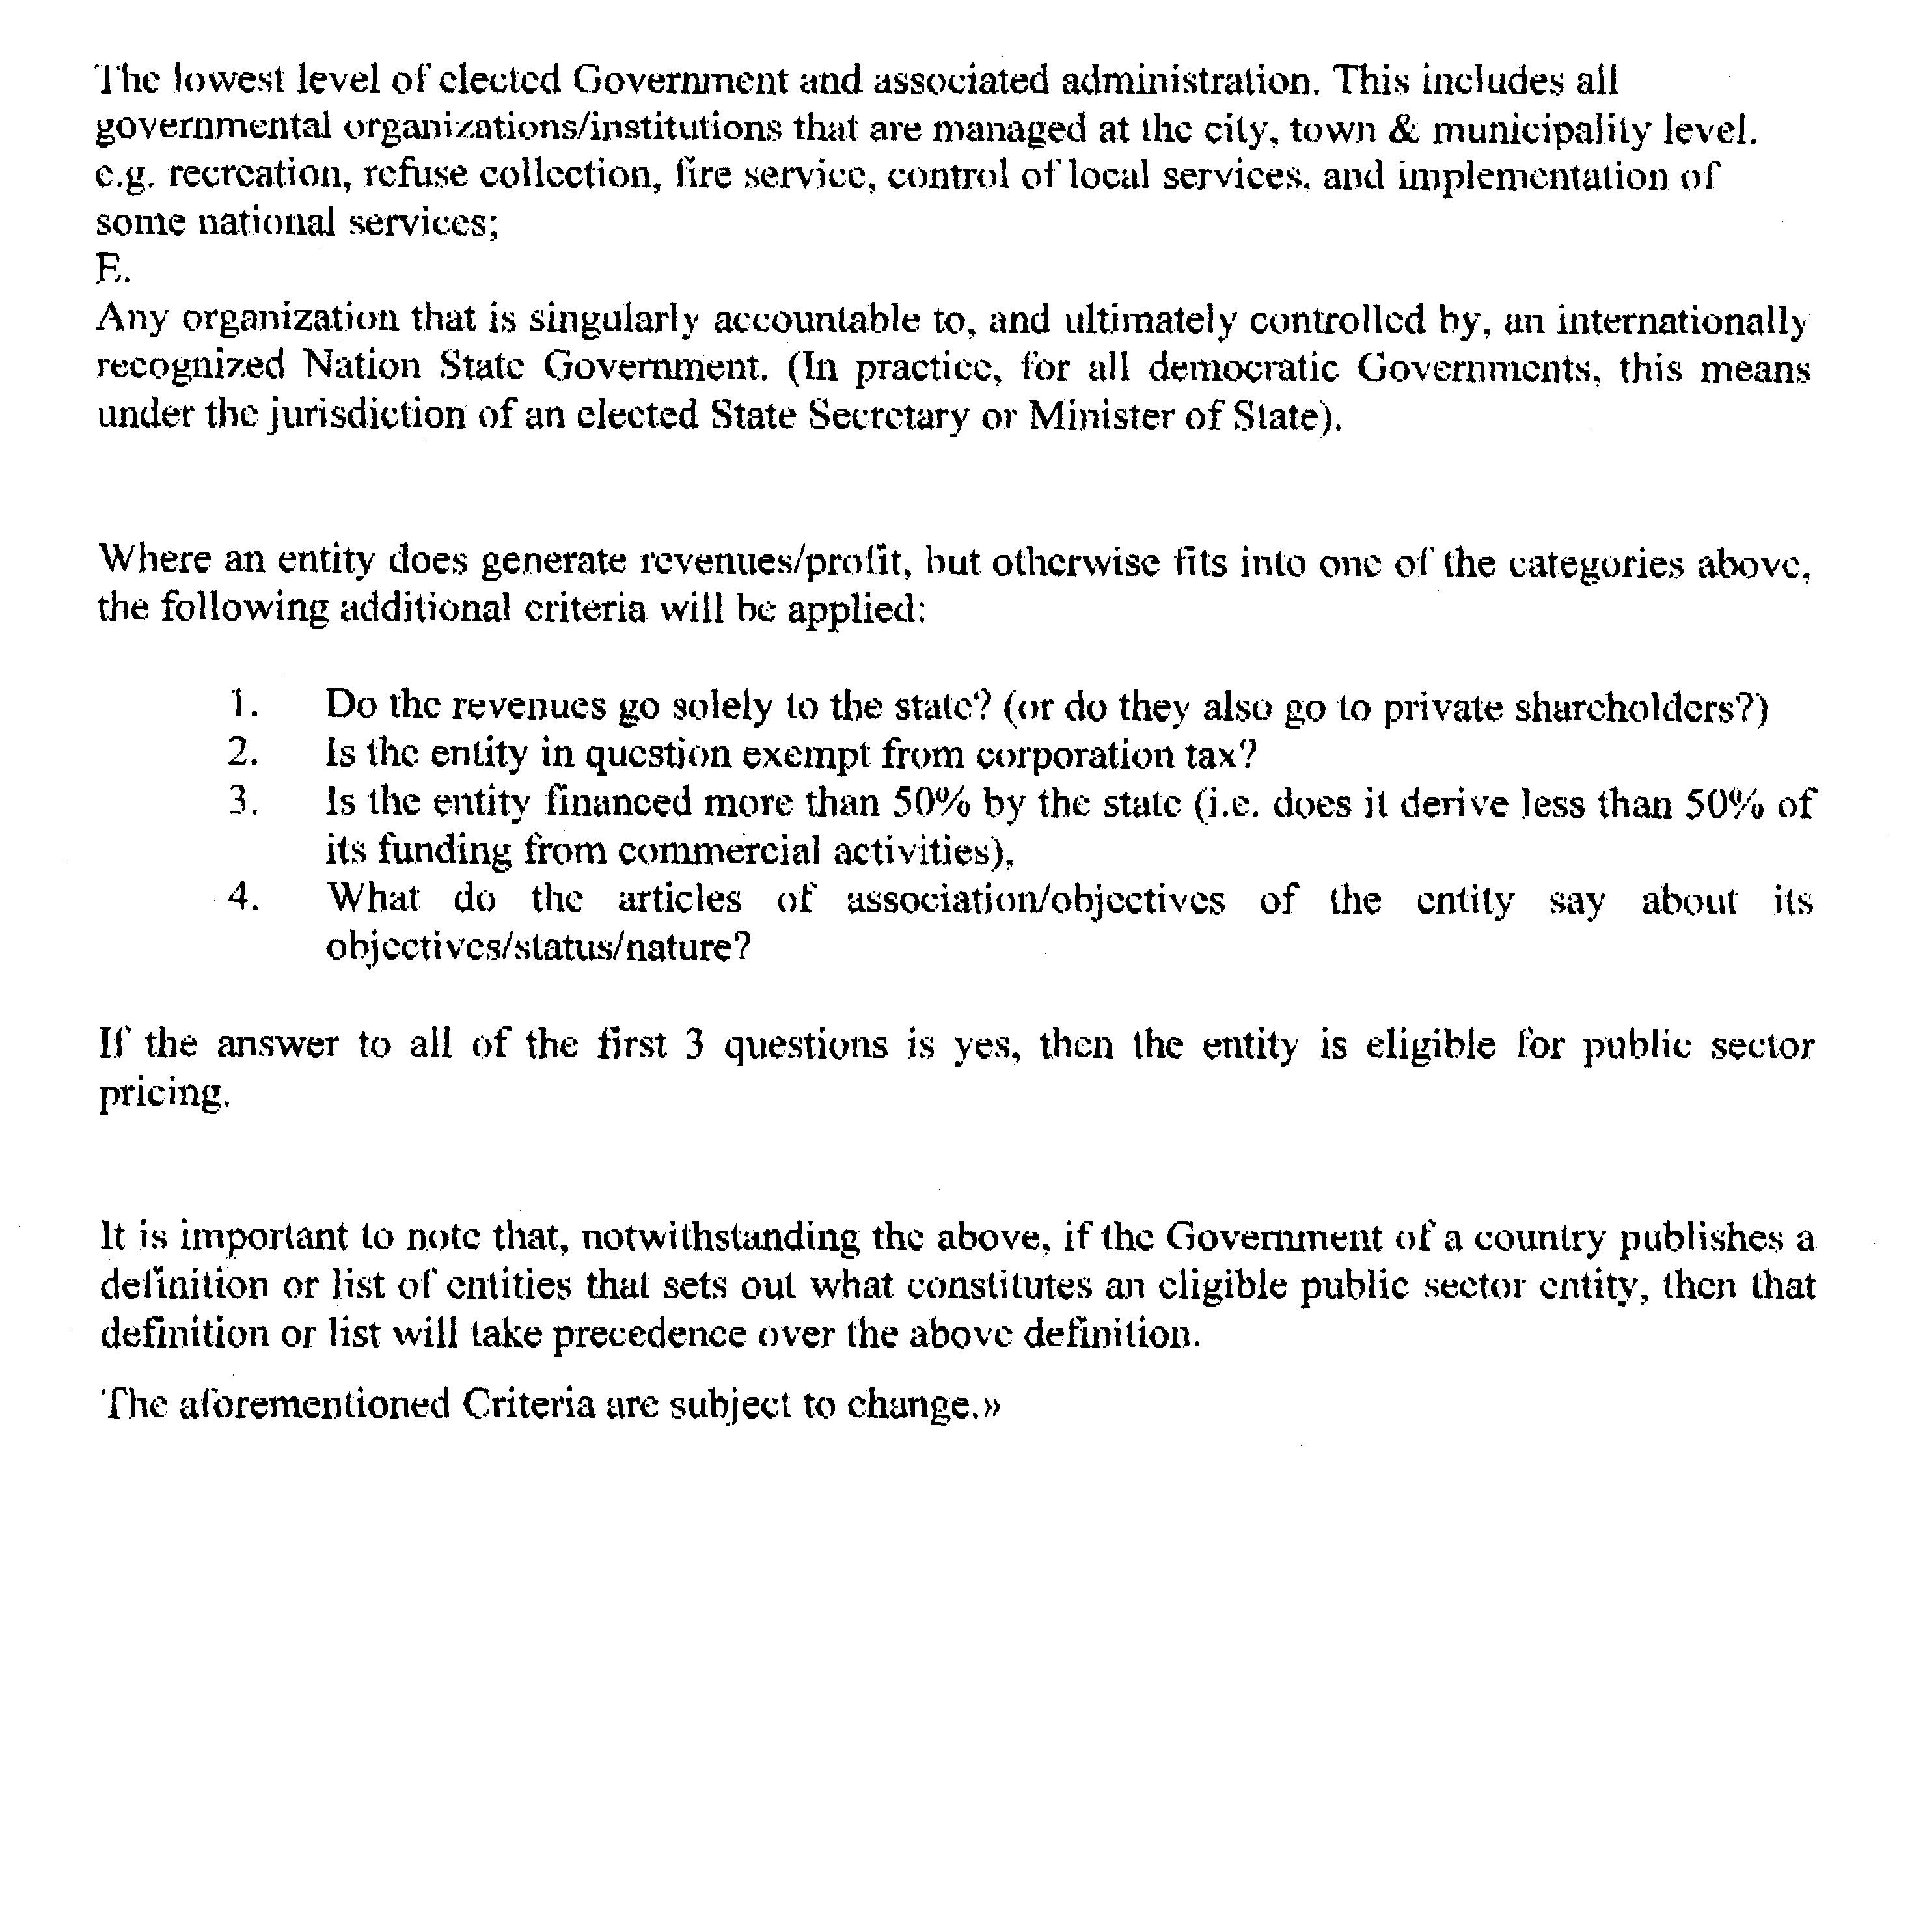 The lowest level of elected Government and associated administration. This includes all
governmental organizations/institutions that are managed at the city, town & municipality level.
e.g. recreation, refuse collection, fire service, control of local services, and implementation of
some national services;
E.
Any organization that is singularly accountable to, and ultimately controlled by, an internationally
recognized Nation State Government. (In practice, for all democratic Governments, this means
under the jurisdiction of an elected State Secretary or Minister of State).
Where an entity does generate revenues/profit, but otherwise fits into one of the categories above,
the following additional criteria will be applied:
1. Do the revenues go solely to the state? (or do they also go to private shareholders?)
2. Is the entity in question exempt from corporation tax?
3. Is the entity financed more than 50% by the state (i.e. does it derive less than 50% of
its funding from commercial activities),
4. What do the articles of association/objectives of the entity say about its
objectives/status/nature?
If the answer to all of the first 3 questions is yes, then the entity is eligible for public sector
pricing.
It is important to note that, notwithstanding the above, if the Government of a country publishes a
definition or list of entities that sets out what constitutes an eligible public sector entity, then that
definition or list will take precedence over the above definition.
The aforementioned Criteria are subject to change.»